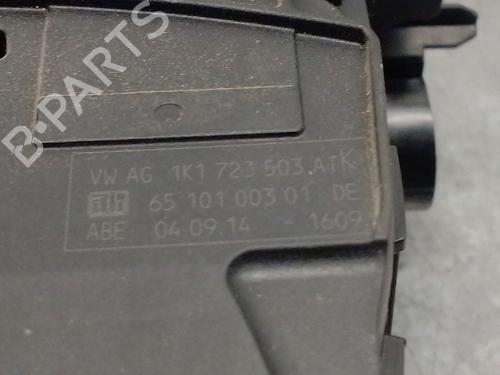 B-PARTS
VW AG 1K1 723 503.AT K
65 101 003 01 DE
ABE 04 09.14 - 1609